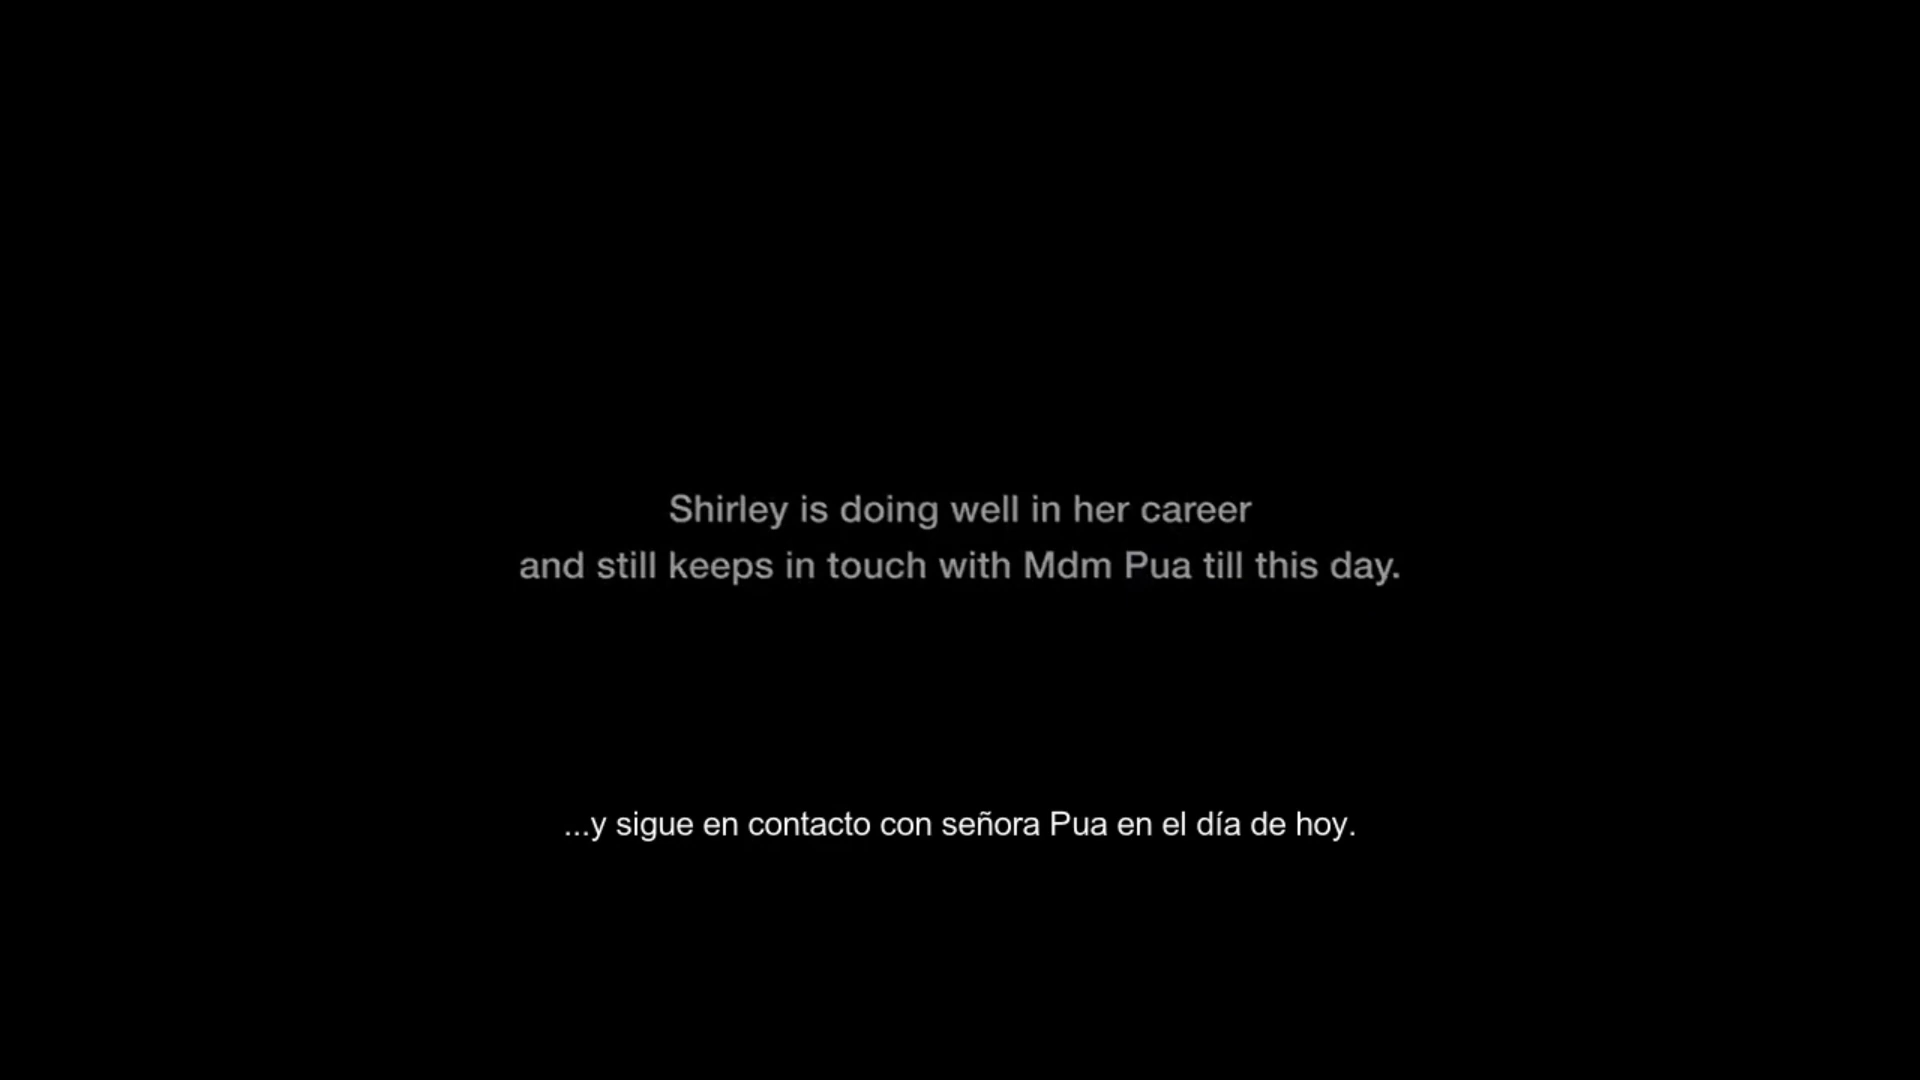 Shirley is doing well in her career
and still keeps in touch with Mdm Pua till this day.
...y sigue en contacto con señora Pua en el día de hoy.